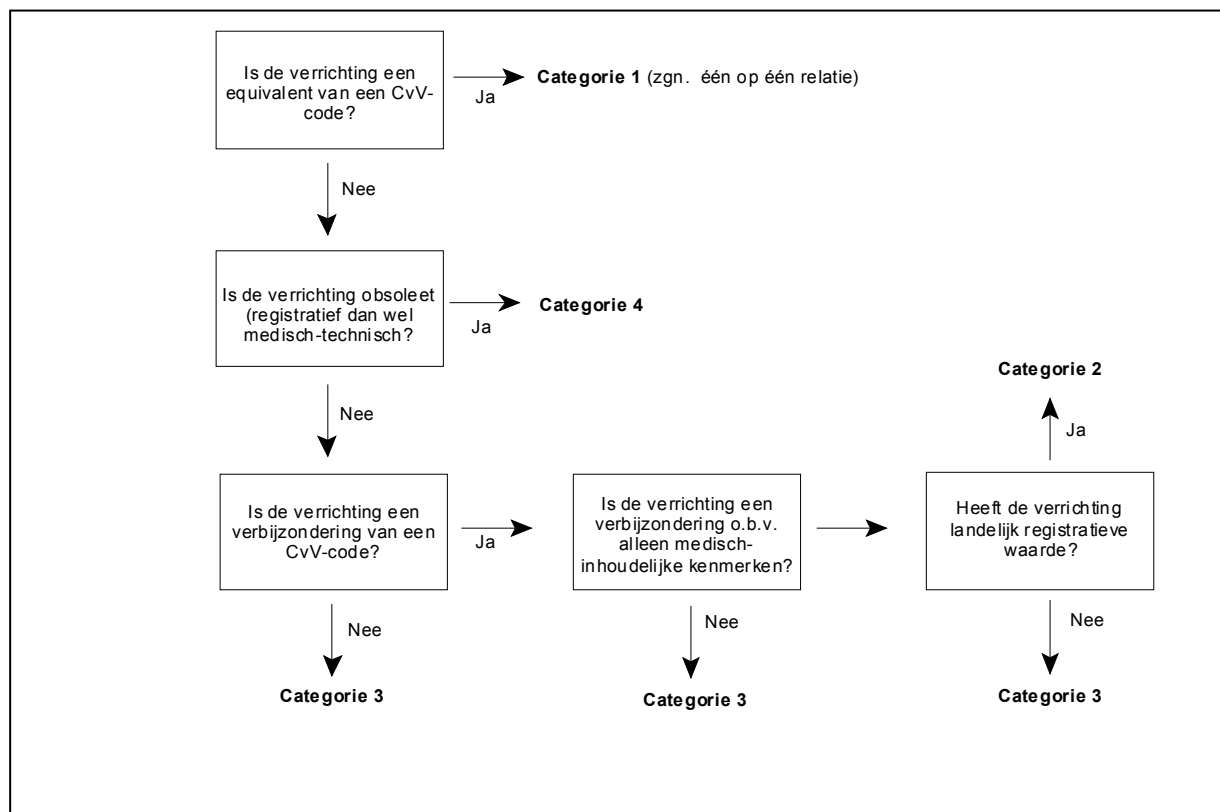 Is de verrichting een
equivalent van een CvV-
code?
Ja
Categorie 1 (zgn. één op één relatie)
Nee
Is de verrichting obsoleet
(registratief dan wel
medisch-technisch?
Ja
Categorie 4
Nee
Is de verrichting een
verbijzondering van een
CvV-code?
Ja
Nee
Categorie 3
Is de verrichting een
verbijzondering o.b.v.
alleen medisch-
inhoudelijke kenmerken?
Nee
Categorie 3
Heeft de verrichting
landelijk registratieve
waarde?
Ja
Categorie 2
Nee
Categorie 3